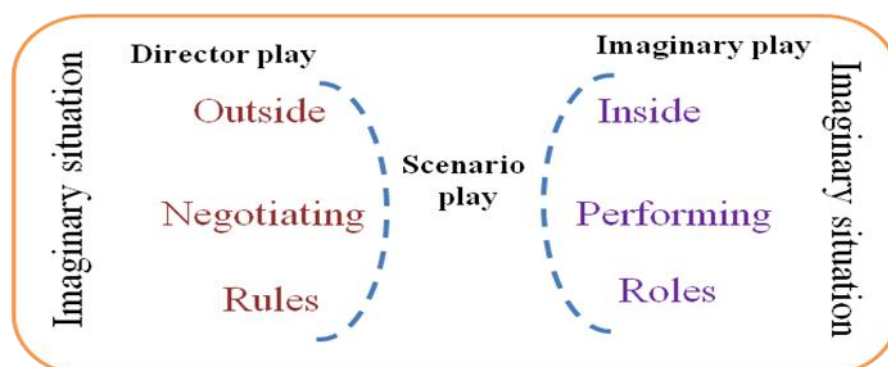 Imaginary situation
Director play
Outside
Negotiating
Rules
Scenario
play
Imaginary play
Inside
Performing
Roles
Imaginary situation